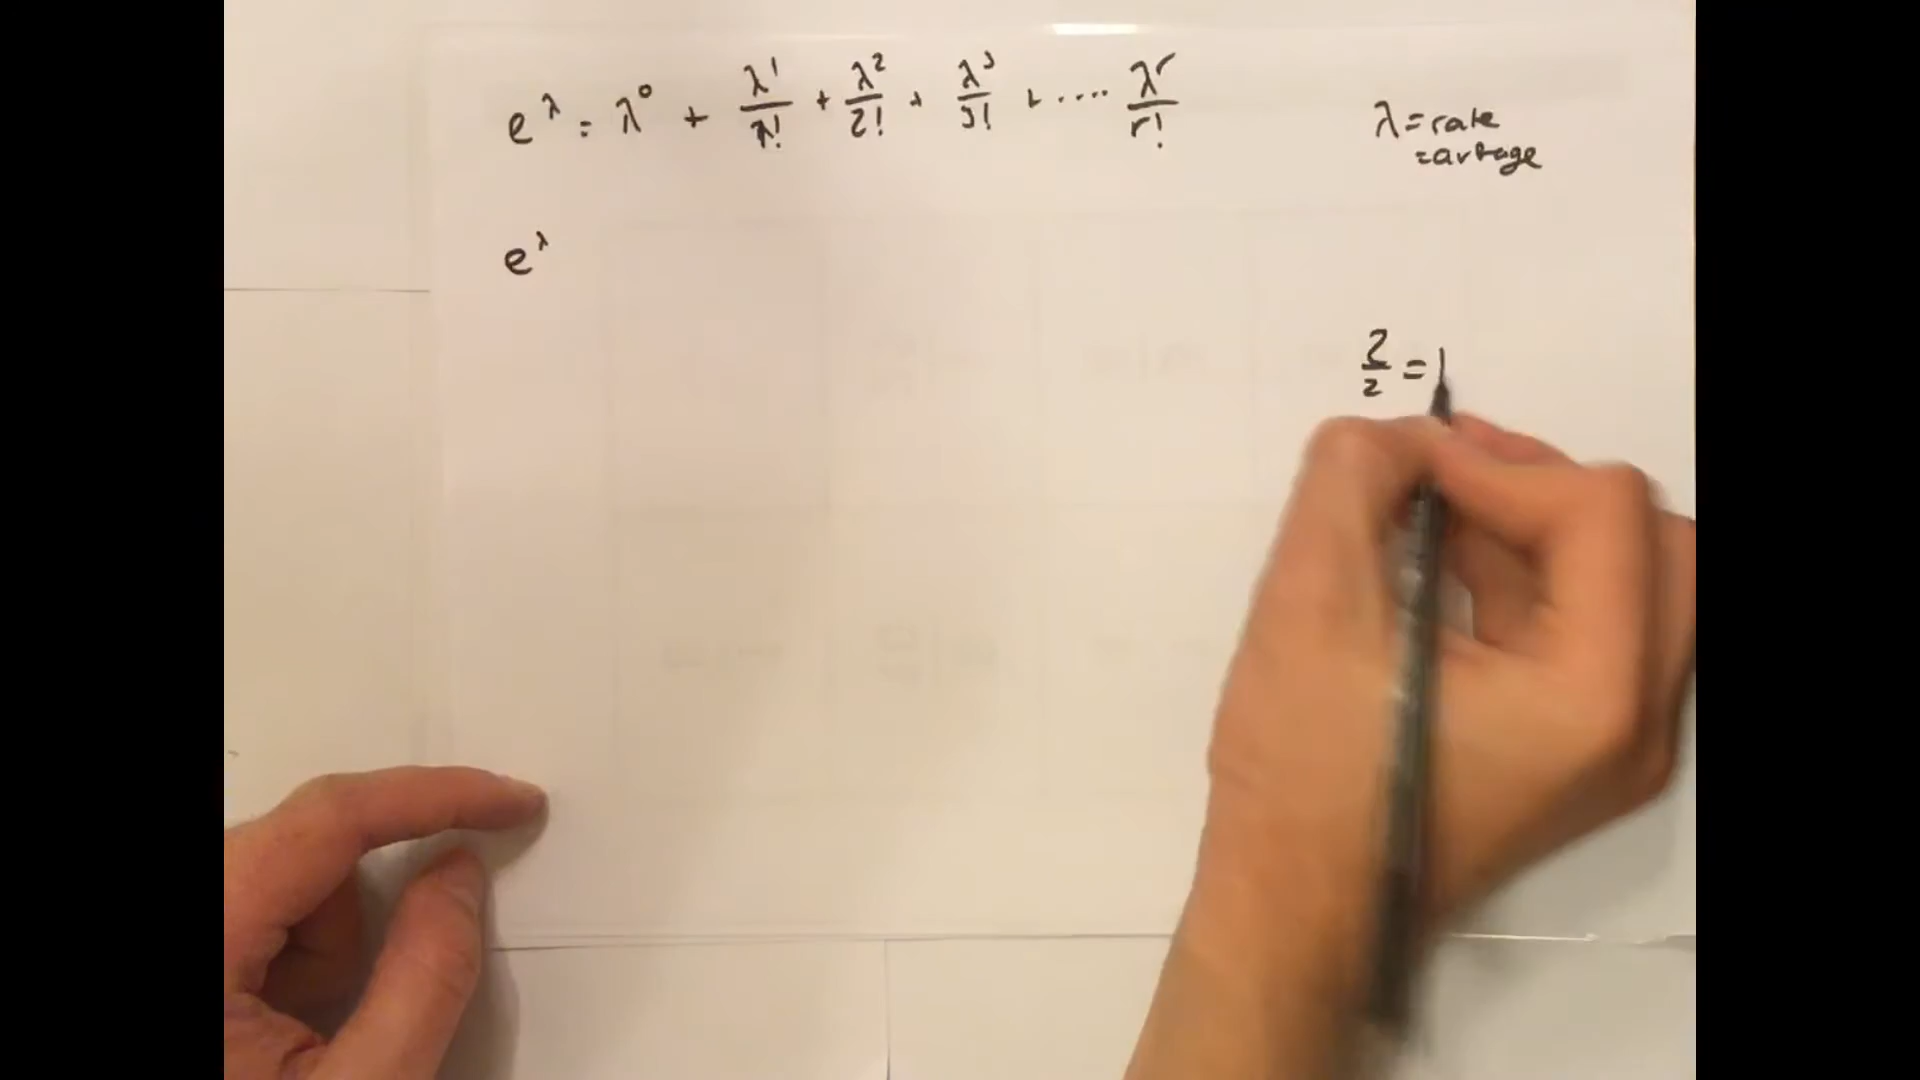 e^λ = λ^0 + λ^1/1! + λ^2/2! + λ^3/3! + ..... λ^r/r!
λ = rate
= average
e^λ
2/2 = 1